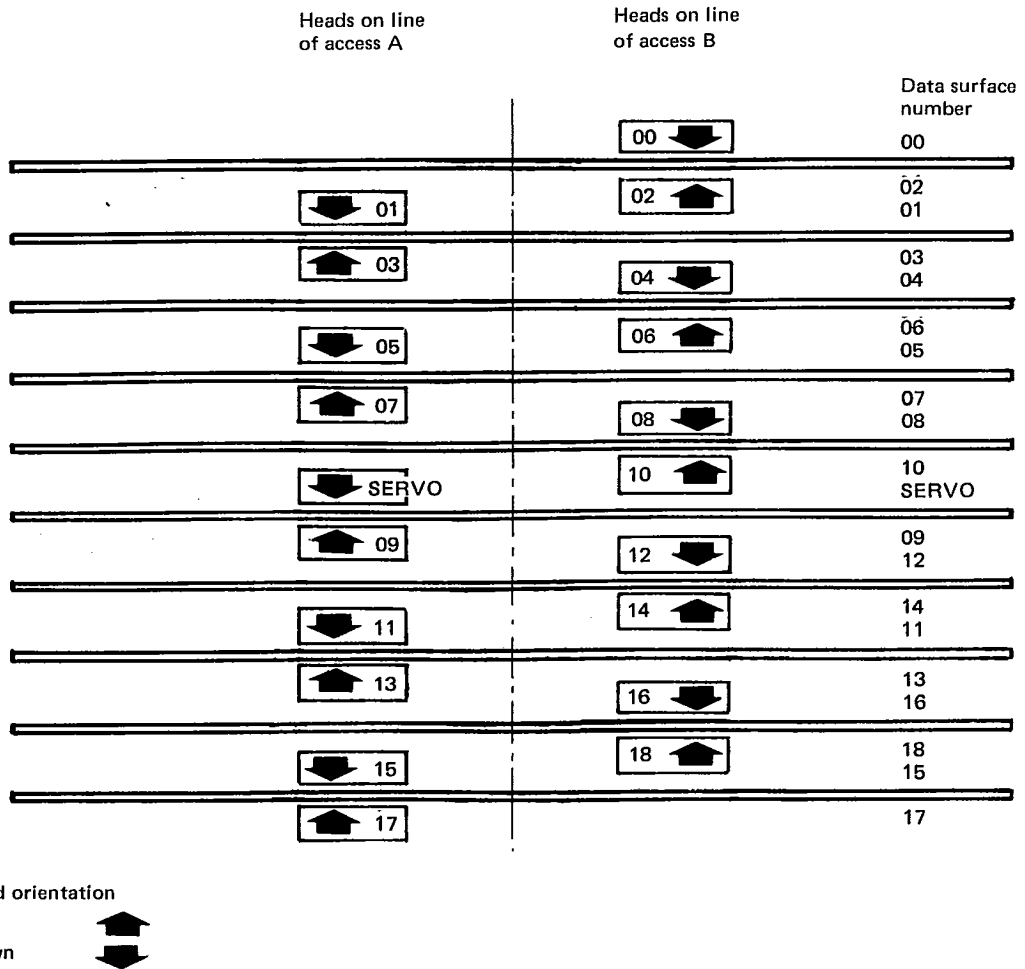 Heads on line
of access A
Heads on line
of access B
Data surface
number
00 00
02 02
01 01
03 03
04 04
06 06
05 05
07 07
08 08
10 10
SERVO SERVO
09 09
12 12
14 14
11 11
13 13
16 16
18 18
15 15
17 17
orientation